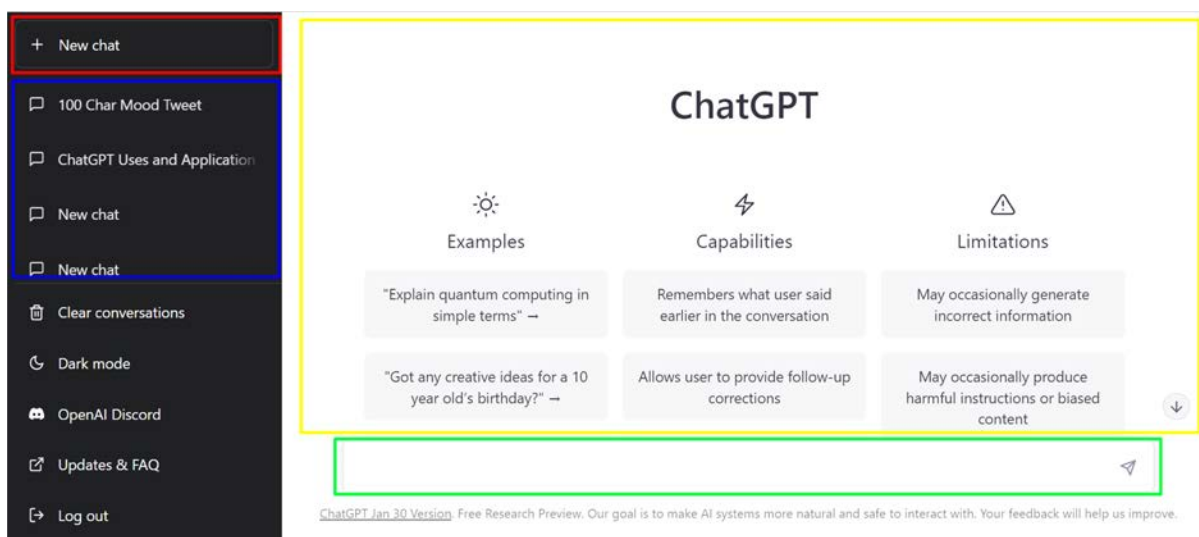 + New chat
100 Char Mood Tweet
ChatGPT Uses and Application
New chat
New chat
Clear conversations
Dark mode
OpenAI Discord
Updates & FAQ
Log out
ChatGPT
Examples
"Explain quantum computing in
simple terms" →
"Got any creative ideas for a 10
year old's birthday?" →
Capabilities
Remembers what user said
earlier in the conversation
Allows user to provide follow-up
corrections
Limitations
May occasionally generate
incorrect information
May occasionally produce
harmful instructions or biased
content
ChatGPT Jan 30 Version. Free Research Preview. Our goal is to make AI systems more natural and safe to interact with. Your feedback will help us improve.